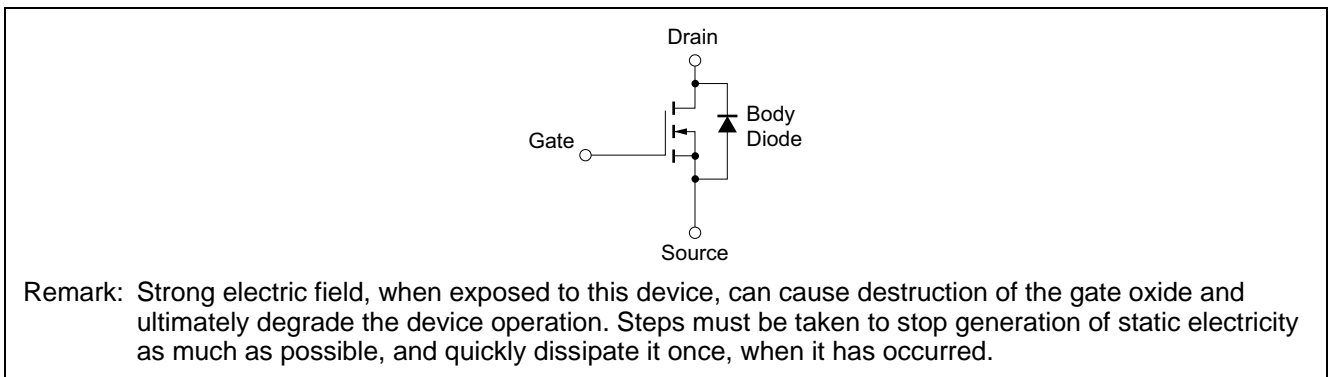 Drain
Body
Diode
Gate
Source
Remark: Strong electric field, when exposed to this device, can cause destruction of the gate oxide and
ultimately degrade the device operation. Steps must be taken to stop generation of static electricity
as much as possible, and quickly dissipate it once, when it has occurred.